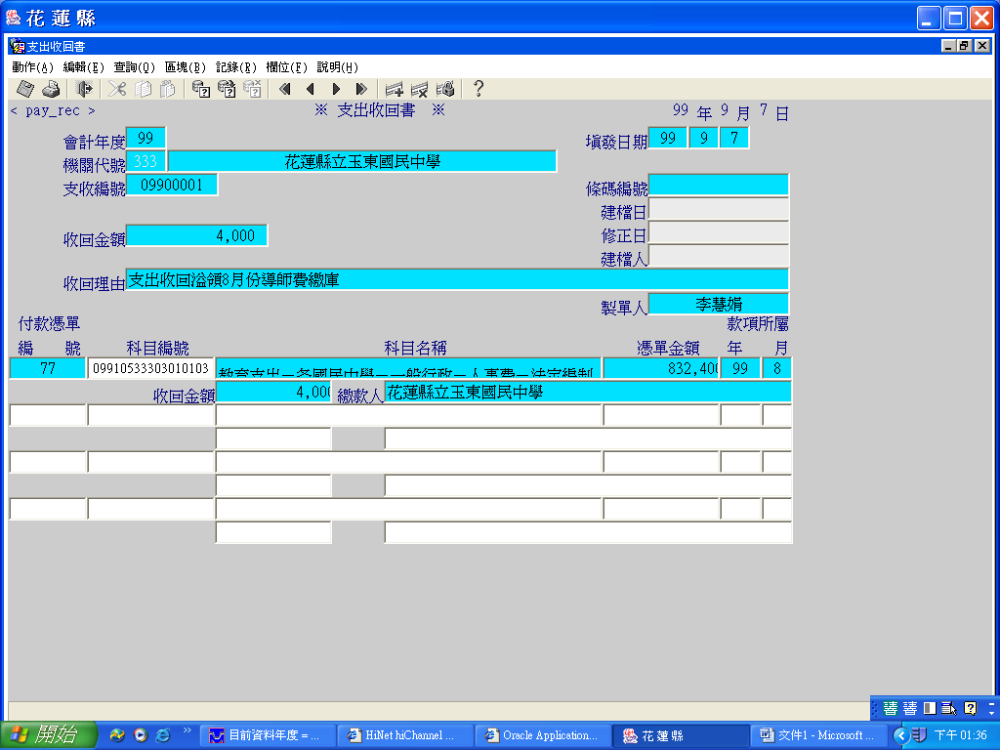 花蓮縣
支出收回書
動作(A) 編輯(E) 查詢(Q) 區塊(B) 記錄(R) 欄位(F) 說明(H)
< pay_rec > ※ 支出收回書 ※ 99 年 9 月 7 日
會計年度 99 填發日期 99 9 7
機關代號 333 花蓮縣立玉東國民中學
支收編號 09900001 條碼編號
建檔日
收回金額 4,000 修正日
建檔人
收回理由 支出收回溢領8月份導師費繳庫
製單人 李慧娟
付款憑單 款項所屬
編 號 科目編號 科目名稱 憑單金額 年 月
77 09910533303010103 教育支出－各國民中學－一般行政－人事費－法定編制 832,400 99 8
收回金額 4,000 繳款人 花蓮縣立玉東國民中學
開始 目前資料年度 =... HiNet hiChannel ... Oracle Application... 花蓮縣 文件1 - Microsoft ... 下午 01:36